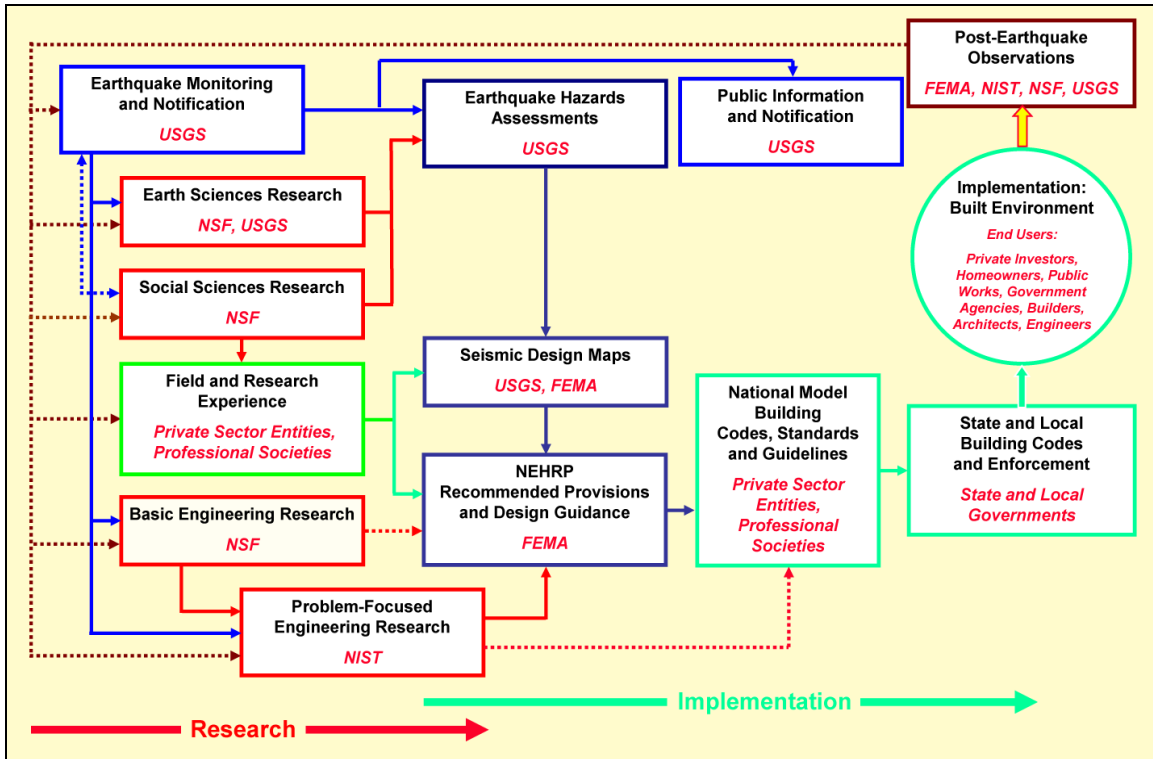 Earthquake Monitoring
and Notification
USGS
Earthquake Hazards
Assessments
USGS
Public Information
and Notification
USGS
Post-Earthquake
Observations
FEMA, NIST, NSF, USGS
Earth Sciences Research
NSF, USGS
Social Sciences Research
NSF
Field and Research
Experience
Private Sector Entities,
Professional Societies
Basic Engineering Research
NSF
Problem-Focused
Engineering Research
NIST
Seismic Design Maps
USGS, FEMA
NEHRP
Recommended Provisions
and Design Guidance
FEMA
National Model
Building
Codes, Standards
and Guidelines
Private Sector
Entities,
Professional
Societies
State and Local
Building Codes
and Enforcement
State and Local
Governments
Implementation:
Built Environment
End Users:
Private Investors,
Homeowners, Public
Works, Government
Agencies, Builders,
Architects, Engineers
Implementation
Research